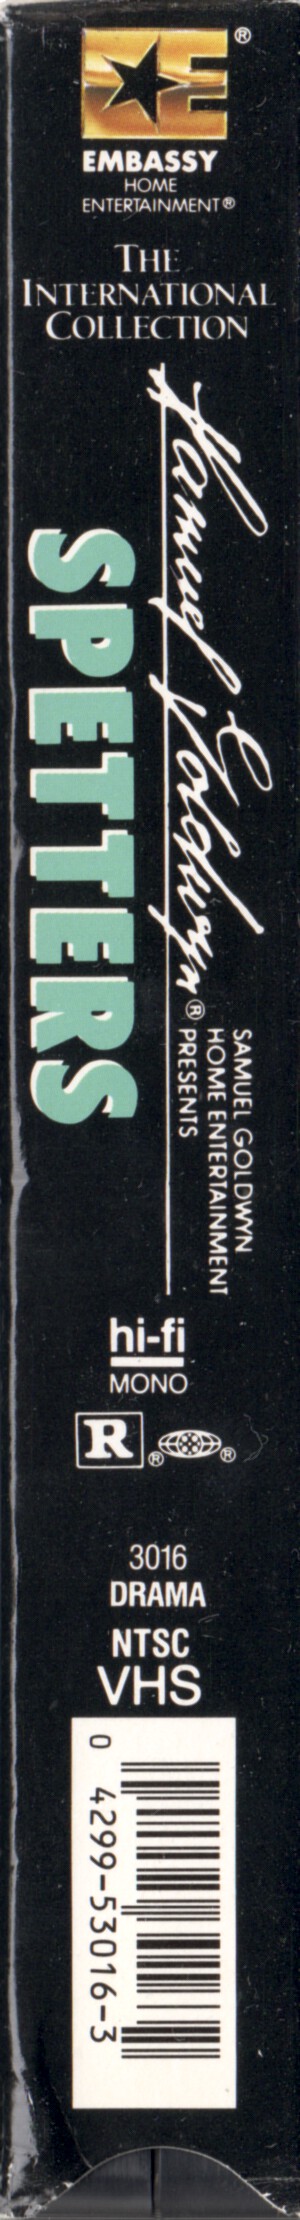 ®
EMBASSY
HOME
ENTERTAINMENT®
THE
INTERNATIONAL
COLLECTION
Samuel Goldwyn®
SAMUEL GOLDWYN
HOME ENTERTAINMENT
PRESENTS
SPETTERS
hi-fi
MONO
R® ®
3016
DRAMA
NTSC
VHS
0 4299-53016-3